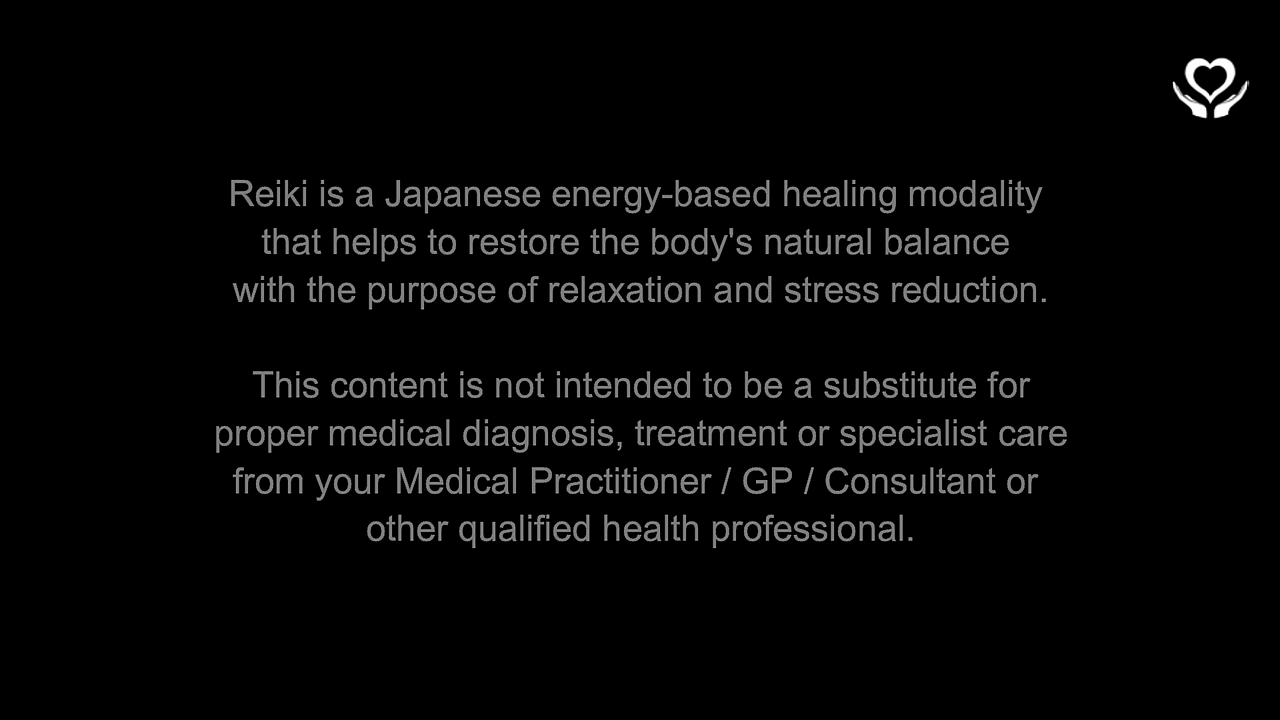 Reiki is a Japanese energy-based healing modality
that helps to restore the body's natural balance
with the purpose of relaxation and stress reduction.
This content is not intended to be a substitute for
proper medical diagnosis, treatment or specialist care
from your Medical Practitioner / GP / Consultant or
other qualified health professional.